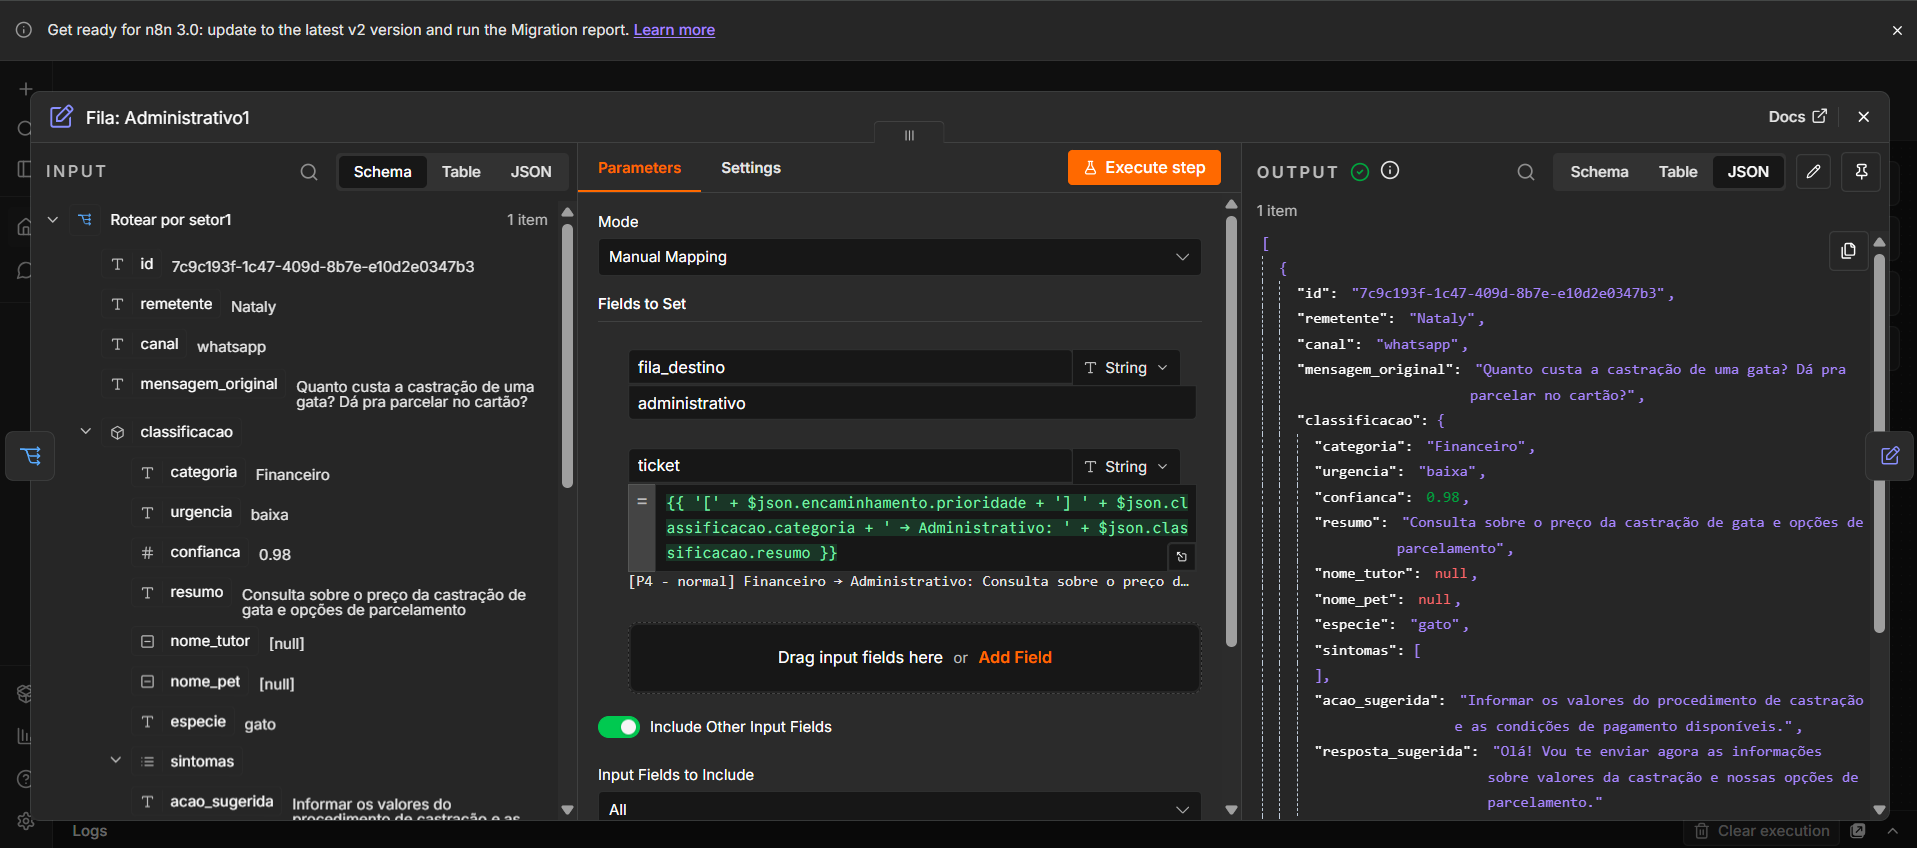 Get ready for n8n 3.0: update to the latest v2 version and run the Migration report. Learn more
Fila: Administrativo1
Docs
INPUT
Schema
Table
JSON
Rotear por setor1
1 item
id
7c9c193f-1c47-409d-8b7e-e10d2e0347b3
remetente
Nataly
canal
whatsapp
mensagem_original
Quanto custa a castração de uma
gata? Dá pra parcelar no cartão?
classificacao
categoria
Financeiro
urgencia
baixa
confianca
0.98
resumo
Consulta sobre o preço da castração de
gata e opções de parcelamento
nome_tutor
[null]
nome_pet
[null]
especie
gato
sintomas
acao_sugerida
Informar os valores do
procedimento de castração e as
Parameters
Settings
Execute step
Mode
Manual Mapping
Fields to Set
fila_destino
String
administrativo
ticket
String
=
{{ '[' + $json.encaminhamento.prioridade + '] ' + $json.cl
assificacao.categoria + ' → Administrativo: ' + $json.clas
sificacao.resumo }}
[P4 - normal] Financeiro → Administrativo: Consulta sobre o preço d…
Drag input fields here or Add Field
Include Other Input Fields
Input Fields to Include
All
OUTPUT
Schema
Table
JSON
1 item
[
{
"id": "7c9c193f-1c47-409d-8b7e-e10d2e0347b3",
"remetente": "Nataly",
"canal": "whatsapp",
"mensagem_original": "Quanto custa a castração de uma gata? Dá pra
parcelar no cartão?",
"classificacao": {
"categoria": "Financeiro",
"urgencia": "baixa",
"confianca": 0.98,
"resumo": "Consulta sobre o preço da castração de gata e opções de
parcelamento",
"nome_tutor": null,
"nome_pet": null,
"especie": "gato",
"sintomas": [
],
"acao_sugerida": "Informar os valores do procedimento de castração
e as condições de pagamento disponíveis.",
"resposta_sugerida": "Olá! Vou te enviar agora as informações
sobre valores da castração e nossas opções de
parcelamento."
Logs
Clear execution